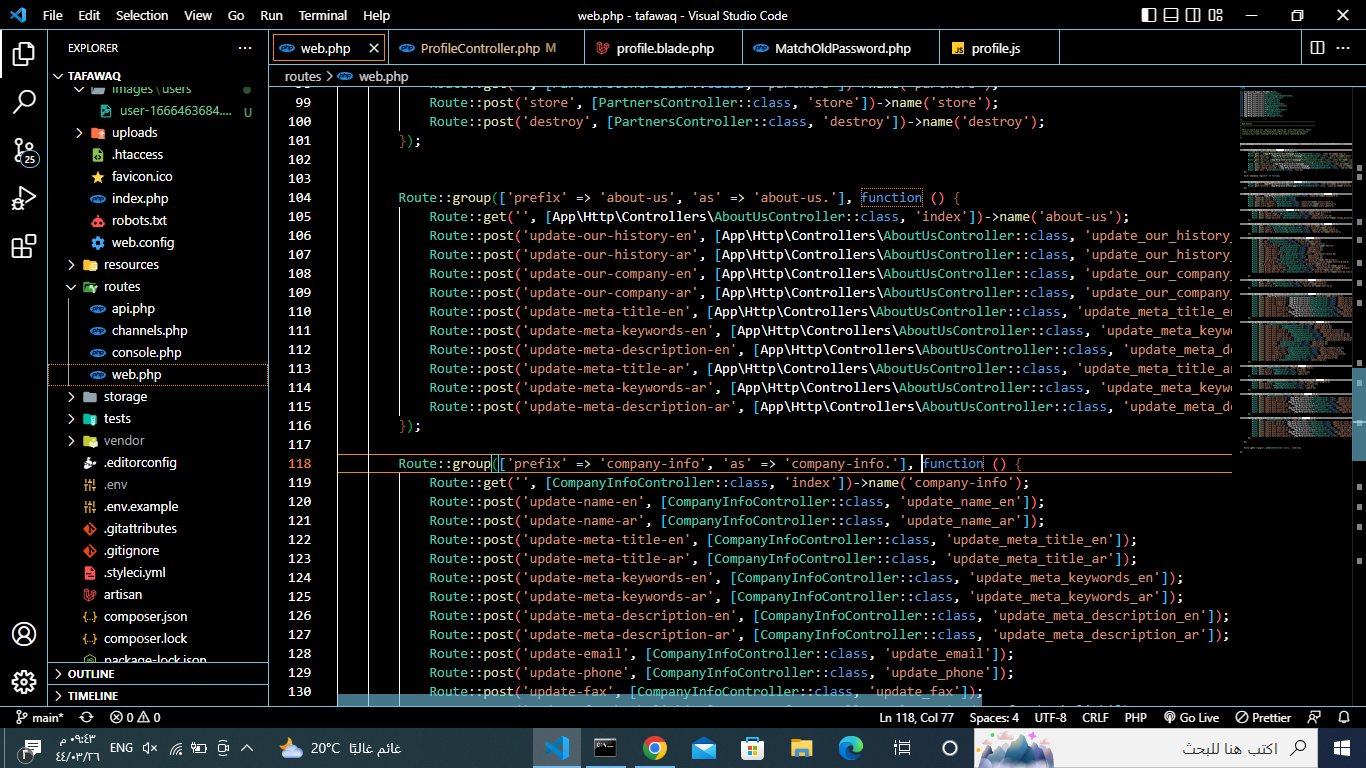 File Edit Selection View Go Run Terminal Help
web.php - tafawaq - Visual Studio Code
EXPLORER
web.php
ProfileController.php M
profile.blade.php
MatchOldPassword.php
profile.js
TAFAWAQ
images \ users
user-1666463684.... U
uploads
.htaccess
favicon.ico
index.php
robots.txt
web.config
resources
routes
api.php
channels.php
console.php
web.php
storage
tests
vendor
.editorconfig
.env
.env.example
.gitattributes
.gitignore
.styleci.yml
artisan
composer.json
composer.lock
package-lock.json
OUTLINE
TIMELINE
25
routes > web.php
99 Route::post('store', [PartnersController::class, 'store'])->name('store');
100 Route::post('destroy', [PartnersController::class, 'destroy'])->name('destroy');
101 });
102
103
104 Route::group(['prefix' => 'about-us', 'as' => 'about-us.'], function () {
105 Route::get('', [App\Http\Controllers\AboutUsController::class, 'index'])->name('about-us');
106 Route::post('update-our-history-en', [App\Http\Controllers\AboutUsController::class, 'update_our_history_
107 Route::post('update-our-history-ar', [App\Http\Controllers\AboutUsController::class, 'update_our_history_
108 Route::post('update-our-company-en', [App\Http\Controllers\AboutUsController::class, 'update_our_company_
109 Route::post('update-our-company-ar', [App\Http\Controllers\AboutUsController::class, 'update_our_company_
110 Route::post('update-meta-title-en', [App\Http\Controllers\AboutUsController::class, 'update_meta_title_en
111 Route::post('update-meta-keywords-en', [App\Http\Controllers\AboutUsController::class, 'update_meta_keyw
112 Route::post('update-meta-description-en', [App\Http\Controllers\AboutUsController::class, 'update_meta_de
113 Route::post('update-meta-title-ar', [App\Http\Controllers\AboutUsController::class, 'update_meta_title_ar
114 Route::post('update-meta-keywords-ar', [App\Http\Controllers\AboutUsController::class, 'update_meta_keyw
115 Route::post('update-meta-description-ar', [App\Http\Controllers\AboutUsController::class, 'update_meta_de
116 });
117
118 Route::group(['prefix' => 'company-info', 'as' => 'company-info.'], function () {
119 Route::get('', [CompanyInfoController::class, 'index'])->name('company-info');
120 Route::post('update-name-en', [CompanyInfoController::class, 'update_name_en']);
121 Route::post('update-name-ar', [CompanyInfoController::class, 'update_name_ar']);
122 Route::post('update-meta-title-en', [CompanyInfoController::class, 'update_meta_title_en']);
123 Route::post('update-meta-title-ar', [CompanyInfoController::class, 'update_meta_title_ar']);
124 Route::post('update-meta-keywords-en', [CompanyInfoController::class, 'update_meta_keywords_en']);
125 Route::post('update-meta-keywords-ar', [CompanyInfoController::class, 'update_meta_keywords_ar']);
126 Route::post('update-meta-description-en', [CompanyInfoController::class, 'update_meta_description_en']);
127 Route::post('update-meta-description-ar', [CompanyInfoController::class, 'update_meta_description_ar']);
128 Route::post('update-email', [CompanyInfoController::class, 'update_email']);
129 Route::post('update-phone', [CompanyInfoController::class, 'update_phone']);
130 Route::post('update-fax', [CompanyInfoController::class, 'update_fax']);
main* 0 0 Ln 118, Col 77 Spaces: 4 UTF-8 CRLF PHP Go Live Prettier
٠٩:٤٣ م
٤٤/٠٣/٢٦
ENG
20°C غائم غالبًا
اكتب هنا للبحث